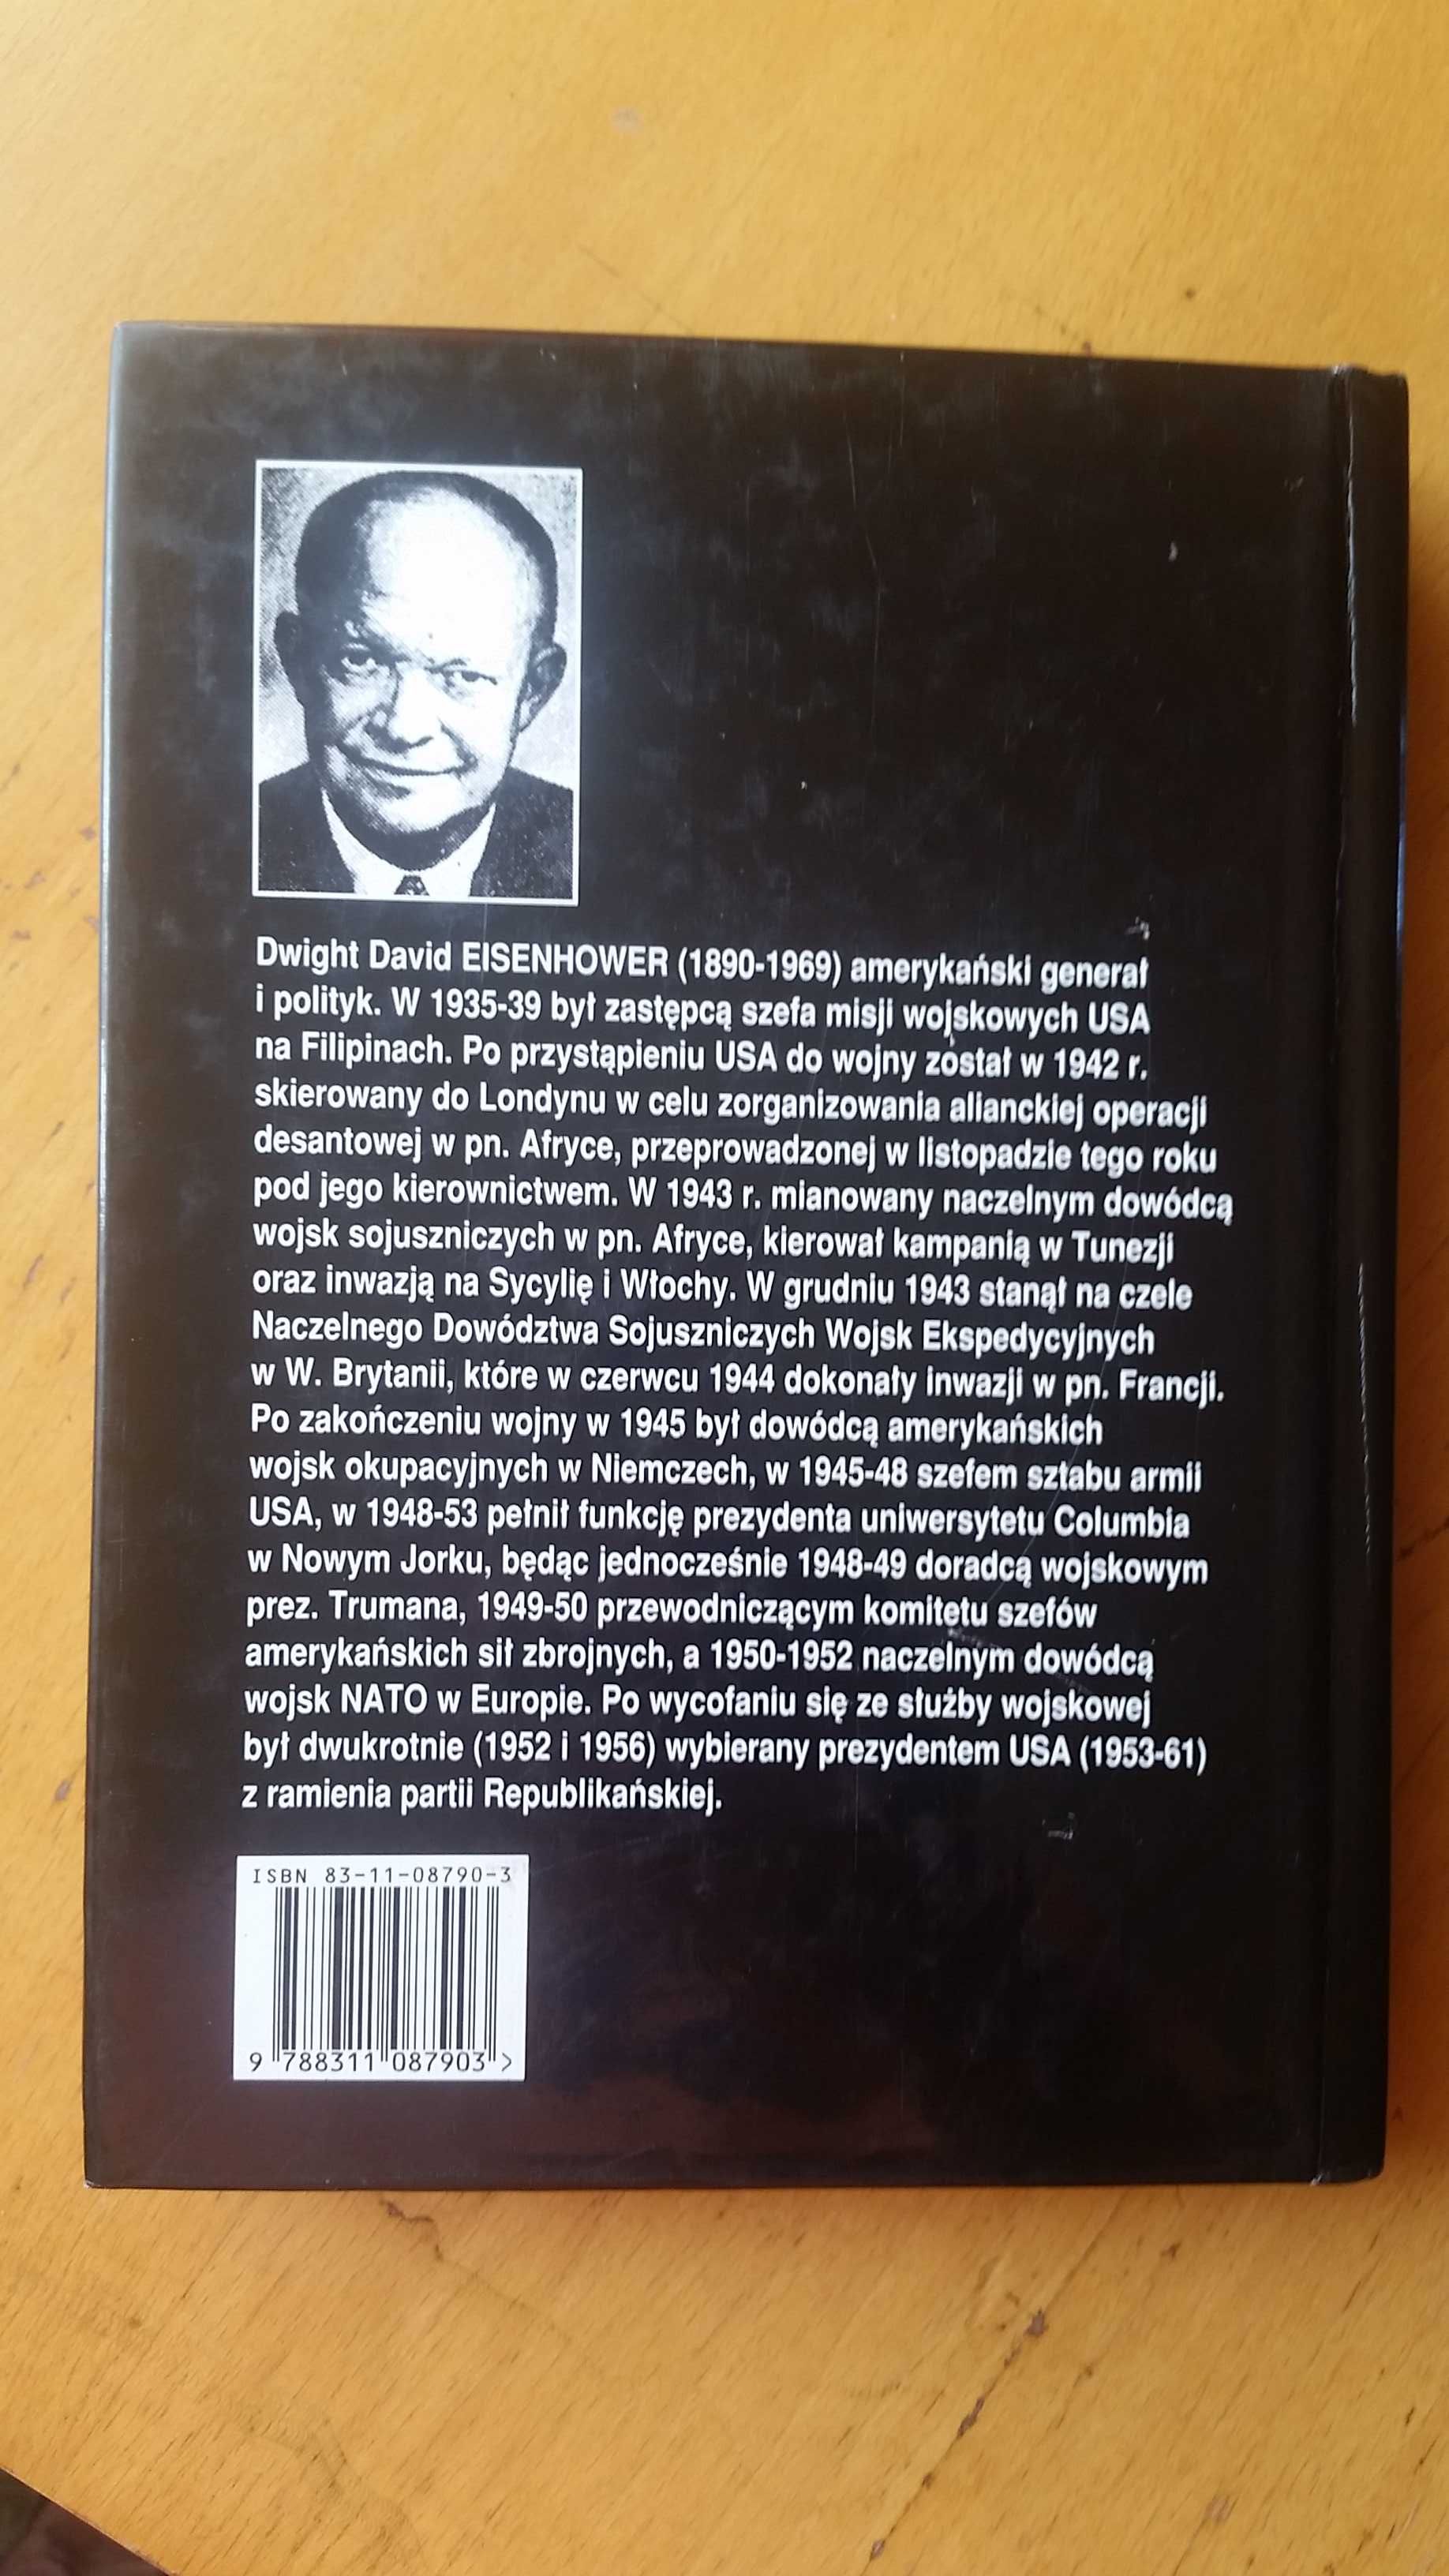 Dwight David EISENHOWER (1890-1969) amerykański generał
i polityk. W 1935-39 był zastępcą szefa misji wojskowych USA
na Filipinach. Po przystąpieniu USA do wojny został w 1942 r.
skierowany do Londynu w celu zorganizowania alianckiej operacji
desantowej w pn. Afryce, przeprowadzonej w listopadzie tego roku
pod jego kierownictwem. W 1943 r. mianowany naczelnym dowódcą
wojsk sojuszniczych w pn. Afryce, kierował kampanią w Tunezji
oraz inwazją na Sycylię i Włochy. W grudniu 1943 stanął na czele
Naczelnego Dowództwa Sojuszniczych Wojsk Ekspedycyjnych
w W. Brytanii, które w czerwcu 1944 dokonały inwazji w pn. Francji.
Po zakończeniu wojny w 1945 był dowódcą amerykańskich
wojsk okupacyjnych w Niemczech, w 1945-48 szefem sztabu armii
USA, w 1948-53 pełnił funkcję prezydenta uniwersytetu Columbia
w Nowym Jorku, będąc jednocześnie 1948-49 doradcą wojskowym
prez. Trumana, 1949-50 przewodniczącym komitetu szefów
amerykańskich sił zbrojnych, a 1950-1952 naczelnym dowódcą
wojsk NATO w Europie. Po wycofaniu się ze służby wojskowej
był dwukrotnie (1952 i 1956) wybierany prezydentem USA (1953-61)
z ramienia partii Republikańskiej.
ISBN 83-11-08790-3
9 788311 087903 >